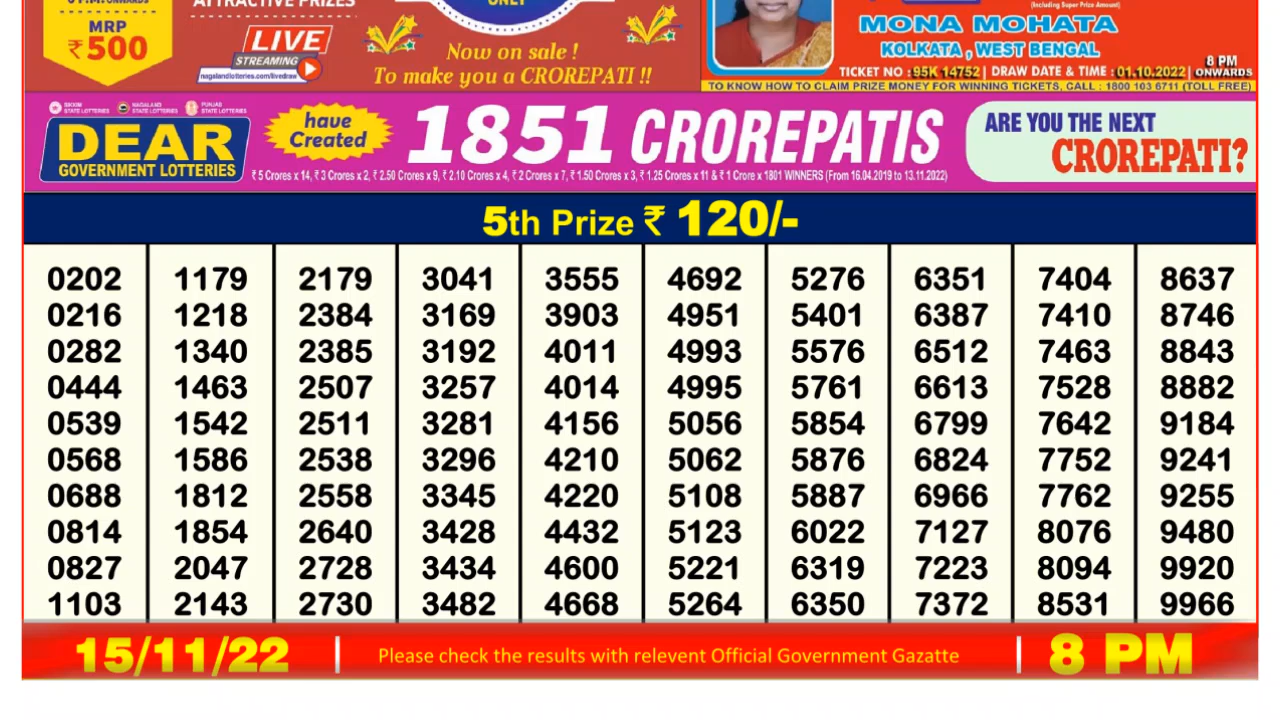 6 P.M. ONWARDS
MRP
₹500
ATTRACTIVE PRIZES
LIVE
STREAMING
nagalandlotteries.com/livedraw
ONLY
Now on sale !
To make you a CROREPATI !!
(Including Super Prize Amount)
MONA MOHATA
KOLKATA , WEST BENGAL
TICKET NO : 95K 14752 | DRAW DATE & TIME : 01.10.2022 | 8 PM ONWARDS
TO KNOW HOW TO CLAIM PRIZE MONEY FOR WINNING TICKETS, CALL : 1800 103 6711 (TOLL FREE)
SIKKIM STATE LOTTERIES NAGALAND STATE LOTTERIES PUNJAB STATE LOTTERIES
DEAR
GOVERNMENT LOTTERIES
have
Created
1851 CROREPATIS
₹ 5 Crores x 14, ₹ 3 Crores x 2, ₹ 2.50 Crores x 9, ₹ 2.10 Crores x 4, ₹ 2 Crores x 7, ₹ 1.50 Crores x 3, ₹ 1.25 Crores x 11 & ₹ 1 Crore x 1801 WINNERS (From 16.04.2019 to 13.11.2022)
ARE YOU THE NEXT
CROREPATI?
5th Prize ₹ 120/-
0202 1179 2179 3041 3555 4692 5276 6351 7404 8637
0216 1218 2384 3169 3903 4951 5401 6387 7410 8746
0282 1340 2385 3192 4011 4993 5576 6512 7463 8843
0444 1463 2507 3257 4014 4995 5761 6613 7528 8882
0539 1542 2511 3281 4156 5056 5854 6799 7642 9184
0568 1586 2538 3296 4210 5062 5876 6824 7752 9241
0688 1812 2558 3345 4220 5108 5887 6966 7762 9255
0814 1854 2640 3428 4432 5123 6022 7127 8076 9480
0827 2047 2728 3434 4600 5221 6319 7223 8094 9920
1103 2143 2730 3482 4668 5264 6350 7372 8531 9966
15/11/22 | Please check the results with relevent Official Government Gazatte | 8 PM